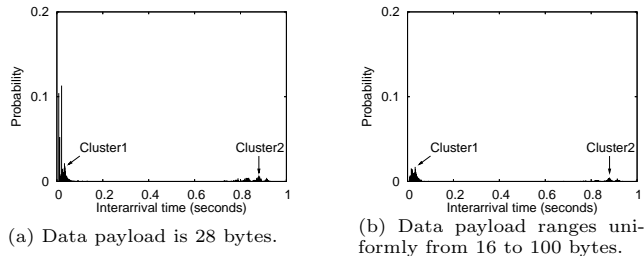 0.2
0.1
0
Probability
Cluster1
Cluster2
0 0.2 0.4 0.6 0.8 1
Interarrival time (seconds)
(a) Data payload is 28 bytes.
0.2
0.1
0
Probability
Cluster1
Cluster2
0 0.2 0.4 0.6 0.8 1
Interarrival time (seconds)
(b) Data payload ranges uni-
formly from 16 to 100 bytes.